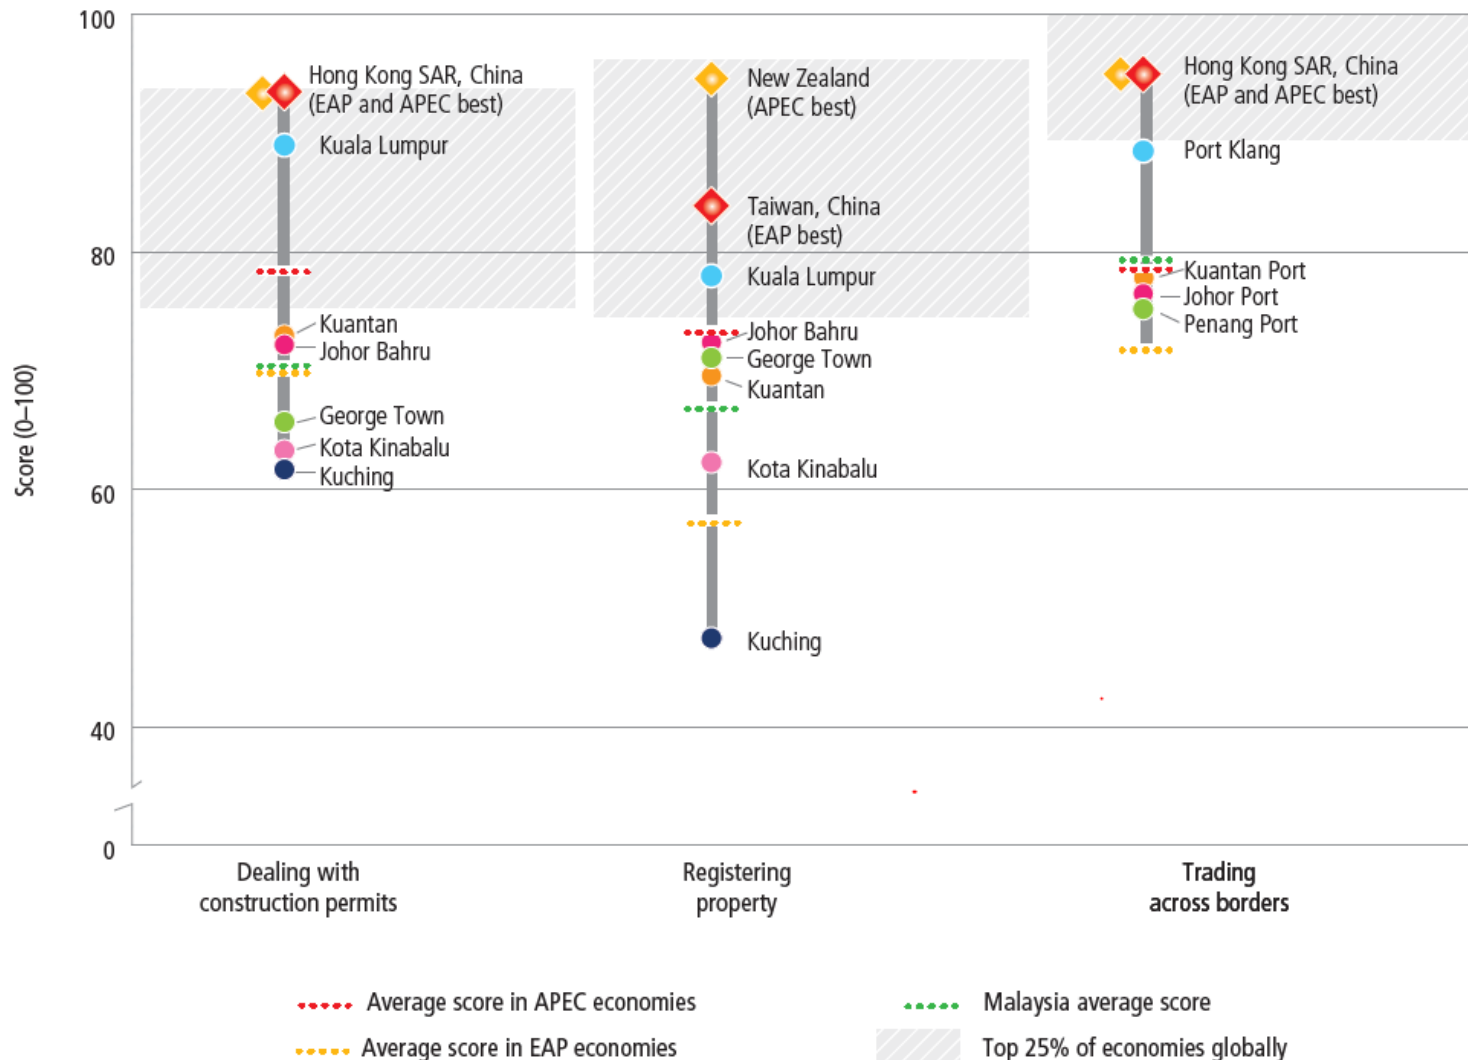 100
80
60
40
0
Score (0–100)
Hong Kong SAR, China
(EAP and APEC best)
Kuala Lumpur
Kuantan
Johor Bahru
George Town
Kota Kinabalu
Kuching
New Zealand
(APEC best)
Taiwan, China
(EAP best)
Kuala Lumpur
Johor Bahru
George Town
Kuantan
Kota Kinabalu
Kuching
Hong Kong SAR, China
(EAP and APEC best)
Port Klang
Kuantan Port
Johor Port
Penang Port
Dealing with
construction permits
Registering
property
Trading
across borders
Average score in APEC economies
Malaysia average score
Average score in EAP economies
Top 25% of economies globally